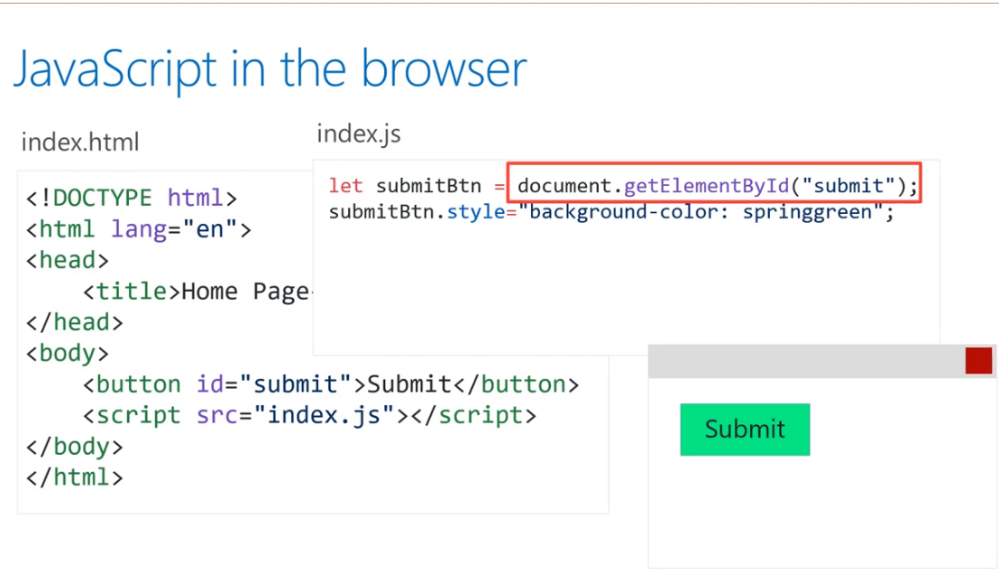 JavaScript in the browser
index.html
<!DOCTYPE html>
<html lang="en">
<head>
    <title>Home Page
</head>
<body>
    <button id="submit">Submit</button>
    <script src="index.js"></script>
</body>
</html>
index.js
let submitBtn = document.getElementById("submit");
submitBtn.style="background-color: springgreen";
Submit